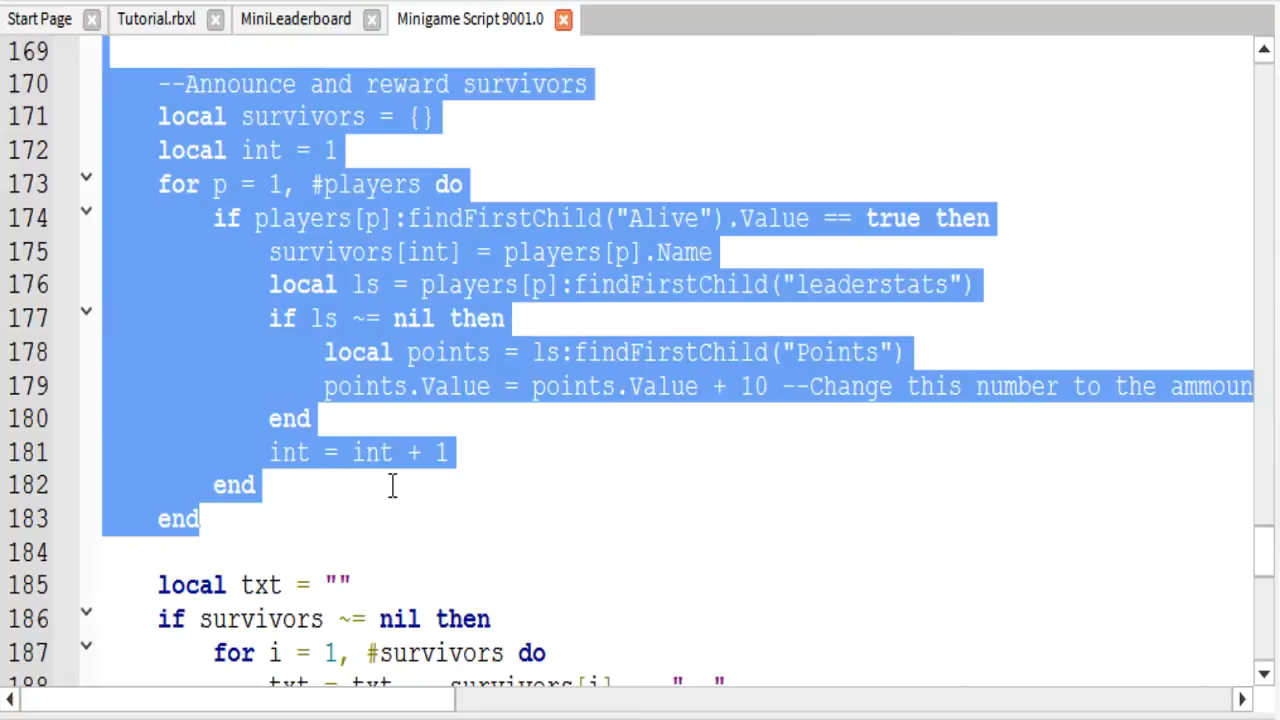 Start Page Tutorial.rbxl MiniLeaderboard Minigame Script 9001.0
169
170 --Announce and reward survivors
171 local survivors = {}
172 local int = 1
173 for p = 1, #players do
174 if players[p]:findFirstChild("Alive").Value == true then
175 survivors[int] = players[p].Name
176 local ls = players[p]:findFirstChild("leaderstats")
177 if ls ~= nil then
178 local points = ls:findFirstChild("Points")
179 points.Value = points.Value + 10 --Change this number to the ammoun
180 end
181 int = int + 1
182 end
183 end
184
185 local txt = ""
186 if survivors ~= nil then
187 for i = 1, #survivors do
188 txt = txt survivors[i]